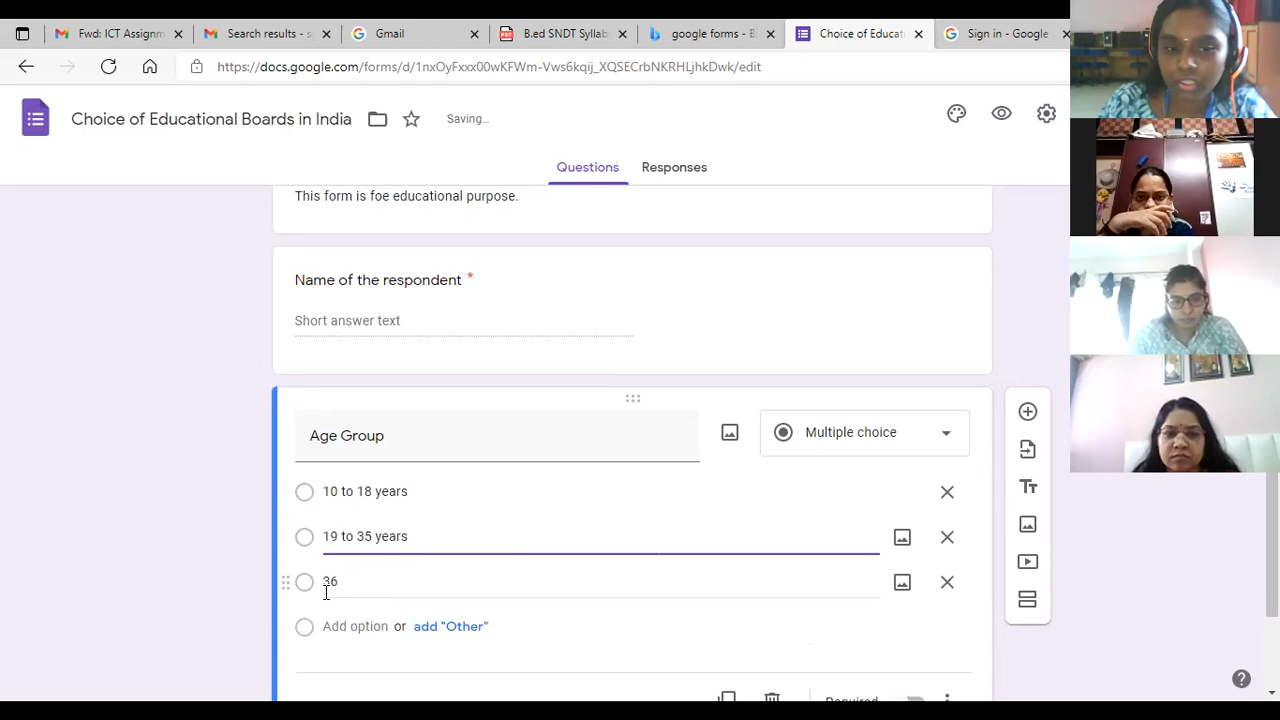 Fwd: ICT Assignm
Search results - s
Gmail
B.ed SNDT Syllab
google forms - B
Choice of Educat
Sign in - Google
https://docs.google.com/forms/d/1nxOyFxxx00wKFWm-Vws6kqij_XQSECrbNKRHLjhkDwk/edit
Choice of Educational Boards in India
Saving...
Questions
Responses
This form is foe educational purpose.
Name of the respondent *
Short answer text
Age Group
Multiple choice
10 to 18 years
19 to 35 years
36
Add option or add "Other"
Required